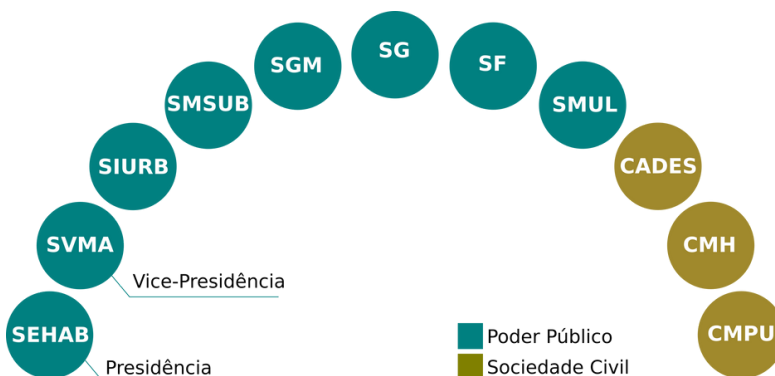 SG
SGM
SF
SMSUB
SMUL
SIURB
CADES
SVMA
CMH
Vice-Presidência
SEHAB
CMPU
Poder Público
Presidência
Sociedade Civil